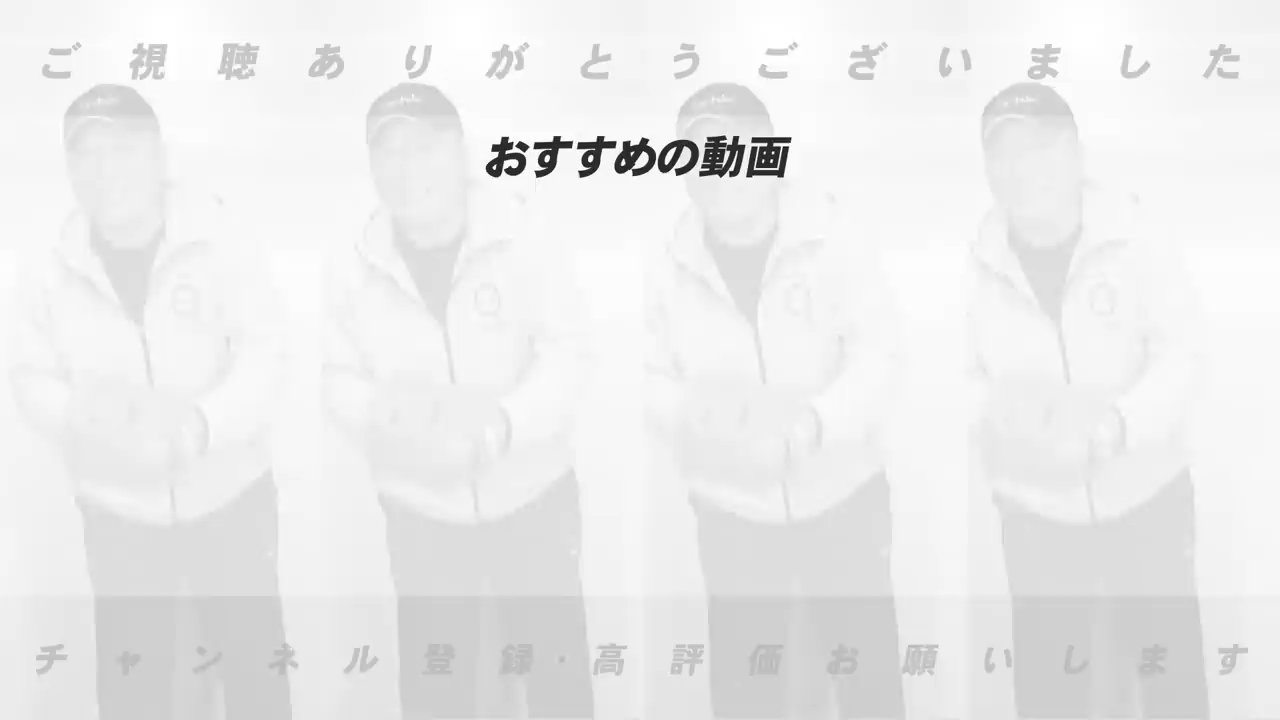 ご視聴ありがとうございました
おすすめの動画
チャンネル登録・高評価お願いします